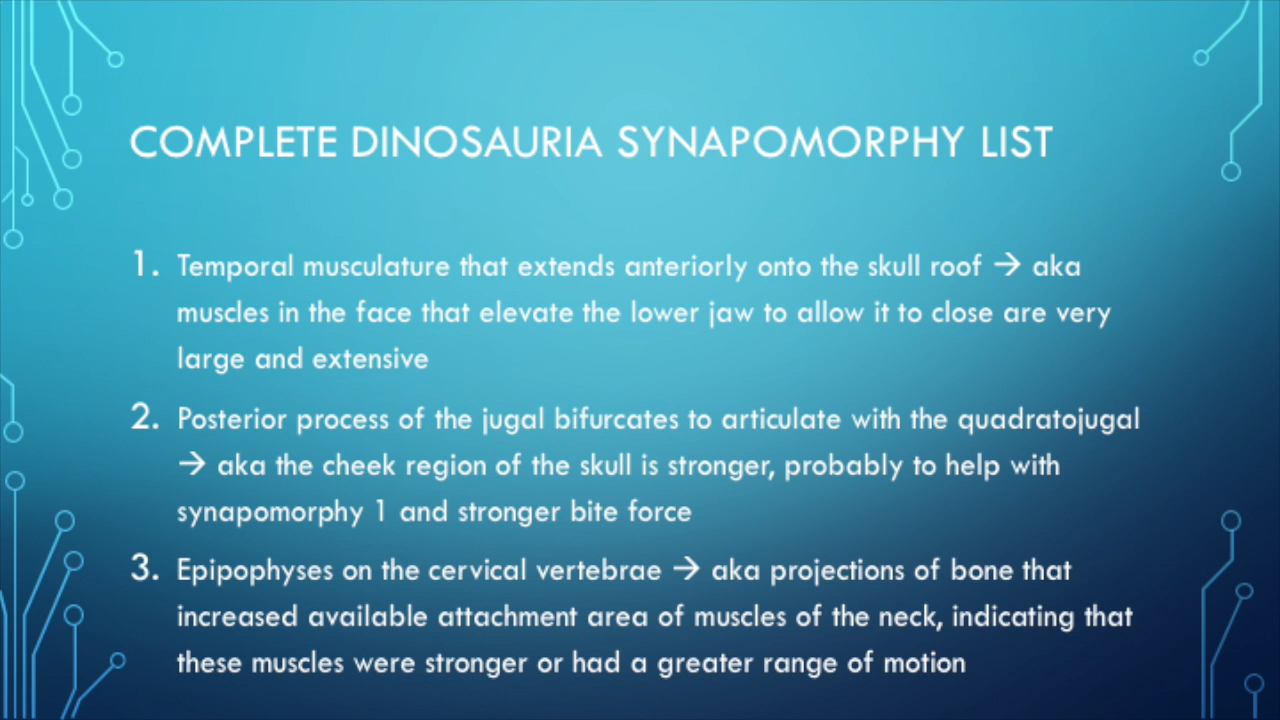 COMPLETE DINOSAURIA SYNAPOMORPHY LIST
1. Temporal musculature that extends anteriorly onto the skull roof → aka
muscles in the face that elevate the lower jaw to allow it to close are very
large and extensive
2. Posterior process of the jugal bifurcates to articulate with the quadratojugal
→ aka the cheek region of the skull is stronger, probably to help with
synapomorphy 1 and stronger bite force
3. Epipophyses on the cervical vertebrae → aka projections of bone that
increased available attachment area of muscles of the neck, indicating that
these muscles were stronger or had a greater range of motion